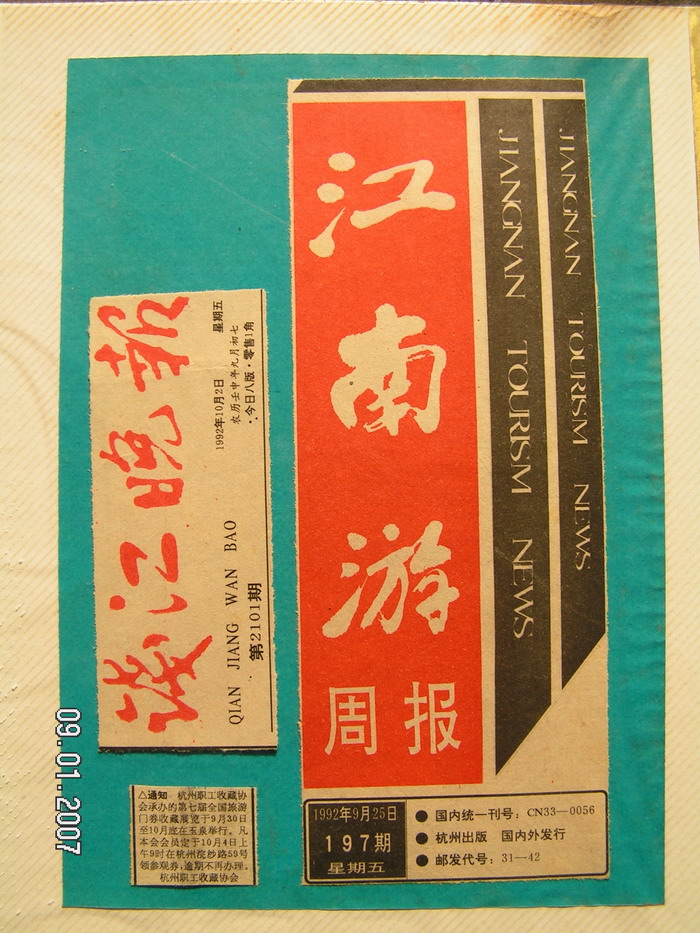 钱江晚报
QIAN JIANG WAN BAO
第2101期
1992年10月2日 星期五
农历壬申年九月初七
·今日八版·零售1角
△通知 杭州职工收藏协
会承办的第七届全国旅游
门券收藏展览于9月30日
至10月底在玉泉举行。凡
本会会员定于10月4日上
午9时在杭州浣纱路59号
领参观券,逾期不再办理。
杭州职工收藏协会
江南游
周报
JIANGNAN TOURISM NEWS
JIANGNAN TOURISM NEWS
1992年9月25日
197期
星期五
● 国内统一刊号:CN33—0056
● 杭州出版 国内外发行
● 邮发代号:31—42
09.01.2007